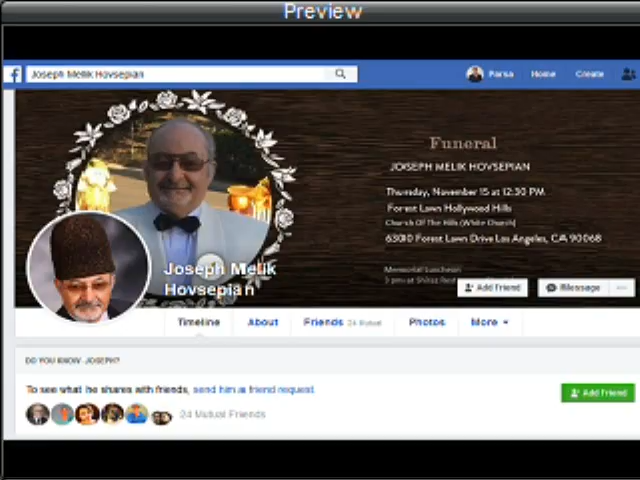 Preview
f
Joseph Melik Hovsepian
Parsa Home Create
Funeral
JOSEPH MELIK HOVSEPIAN
Thursday, November 15 at 12:30 PM
Forest Lawn Hollywood Hills
Church Of The Hills (White Church)
6300 Forest Lawn Drive Los Angeles, CA 90068
Memorial Luncheon
Joseph Melik
Hovsepian
Add Friend
Message
Timeline About Friends 24 Mutual Photos More
DO YOU KNOW JOSEPH?
To see what he shares with friends, send him a friend request.
Add Friend
24 Mutual Friends